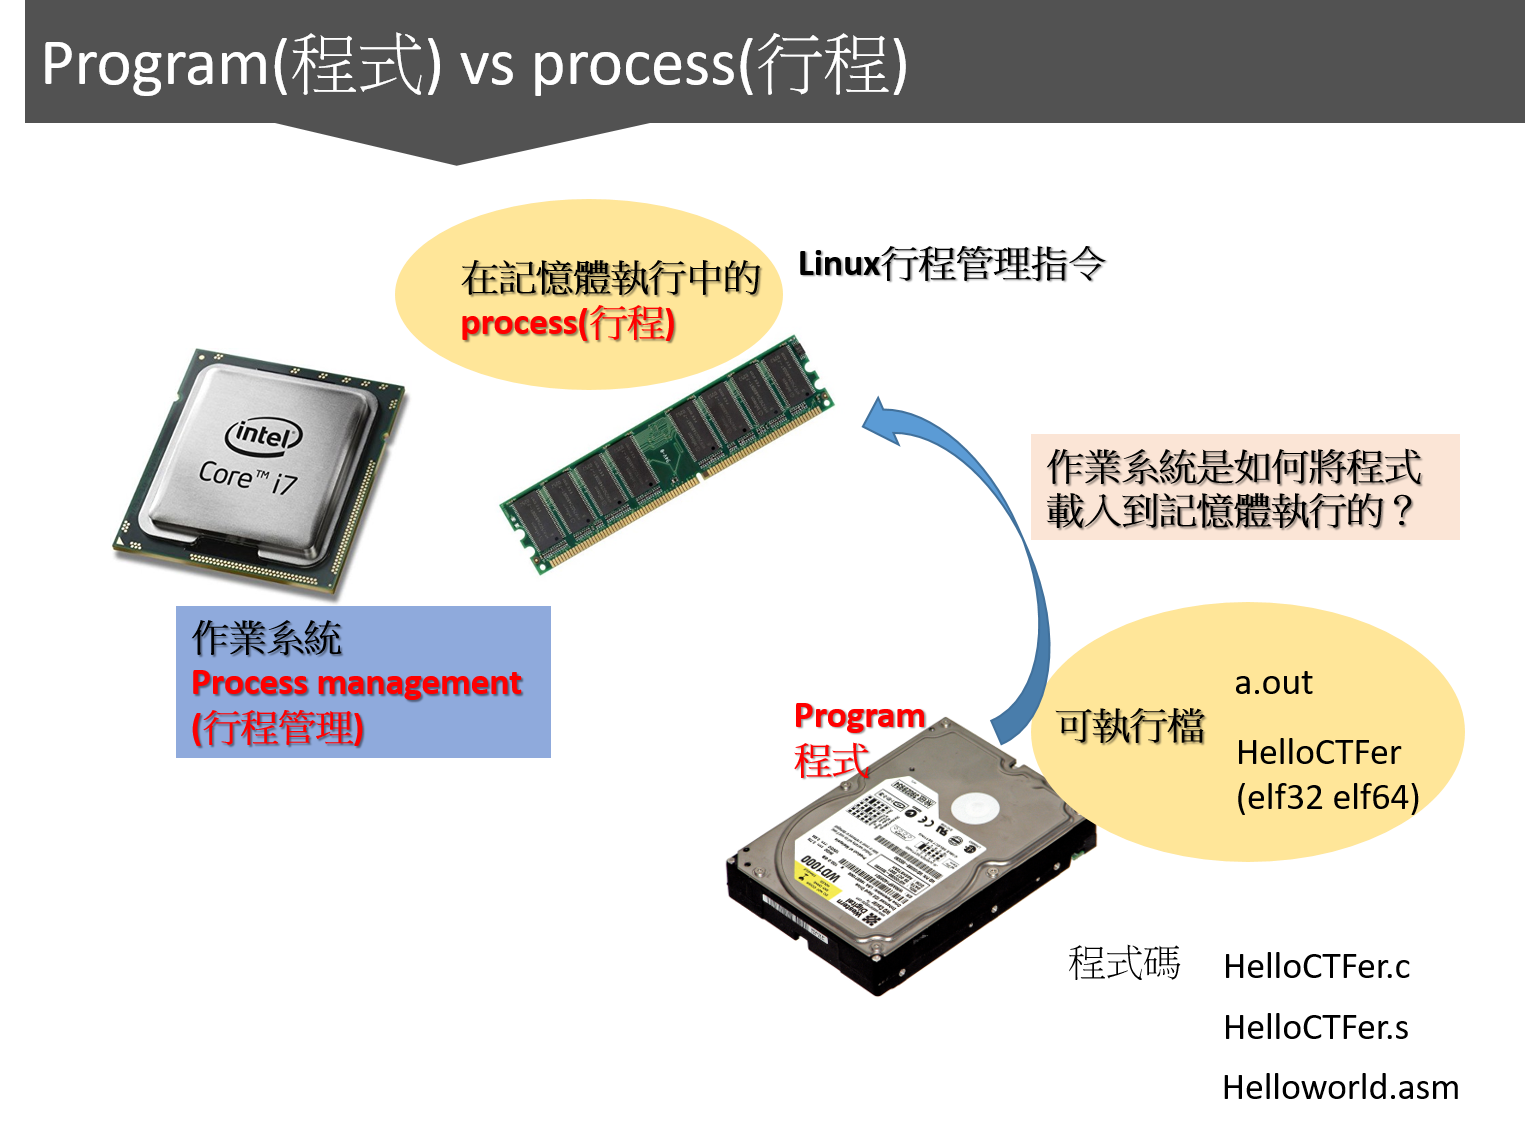 Program(程式) vs process(行程)
在記憶體執行中的
process(行程)
Linux行程管理指令
intel
Core™ i7
作業系統是如何將程式
載入到記憶體執行的？
作業系統
Process management
(行程管理)
Program
程式
a.out
可執行檔
HelloCTFer
(elf32 elf64)
WD1000
Western
Digital
程式碼
HelloCTFer.c
HelloCTFer.s
Helloworld.asm